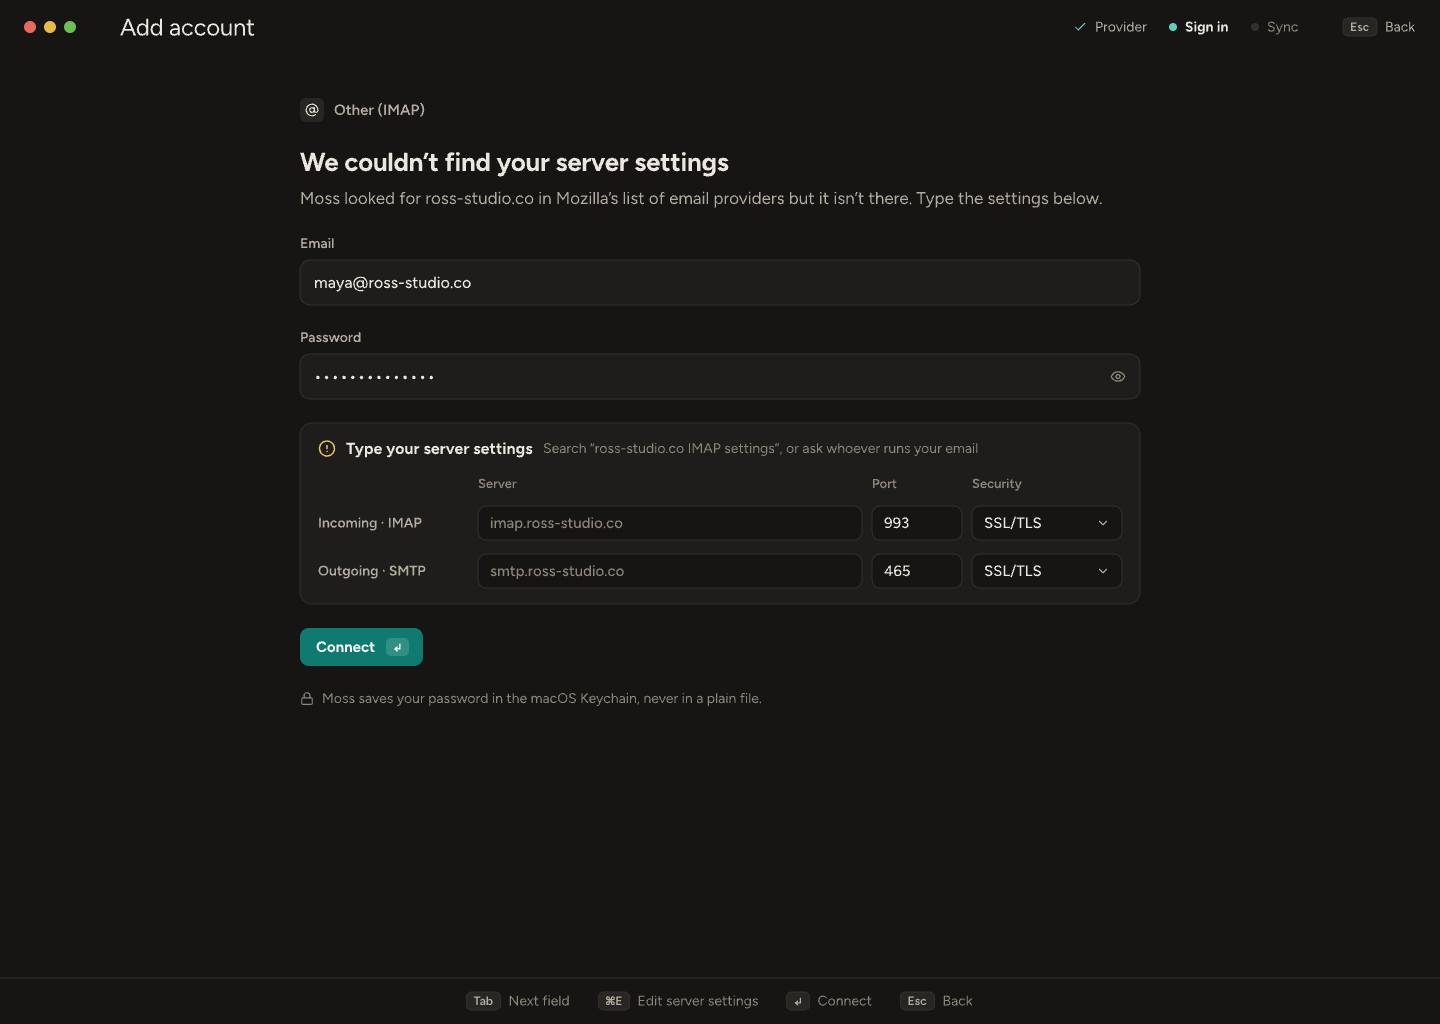 Add account
Provider
Sign in
Sync
Esc Back
@ Other (IMAP)
We couldn’t find your server settings
Moss looked for ross-studio.co in Mozilla’s list of email providers but it isn’t there. Type the settings below.
Email
maya@ross-studio.co
Password
••••••••••••••
Type your server settings Search “ross-studio.co IMAP settings”, or ask whoever runs your email
Server Port Security
Incoming · IMAP imap.ross-studio.co 993 SSL/TLS
Outgoing · SMTP smtp.ross-studio.co 465 SSL/TLS
Connect ↲
Moss saves your password in the macOS Keychain, never in a plain file.
Tab Next field ⌘E Edit server settings ↲ Connect Esc Back